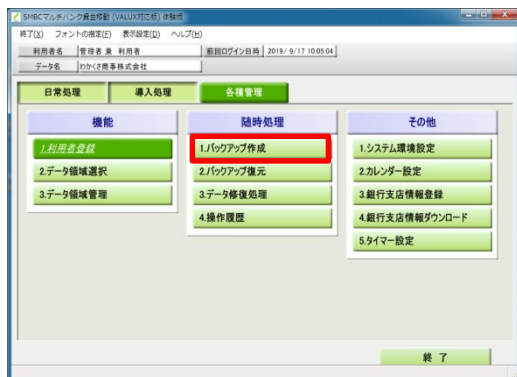 SMBCマルチバンク資金移動 (VALUX対応版) 体験版
終了(X) フォントの指定(F) 表示設定(D) ヘルプ(H)
利用者名 管理者 兼 利用者 前回ログイン日時 2019/ 9/17 10:05:04
データ名 わかくさ商事株式会社
日常処理 導入処理 各種管理
機能 随時処理 その他
1.利用者登録 1.バックアップ作成 1.システム環境設定
2.データ領域選択 2.バックアップ復元 2.カレンダー設定
3.データ領域管理 3.データ修復処理 3.銀行支店情報登録
4.操作履歴 4.銀行支店情報ダウンロード
5.タイマー設定
終 了